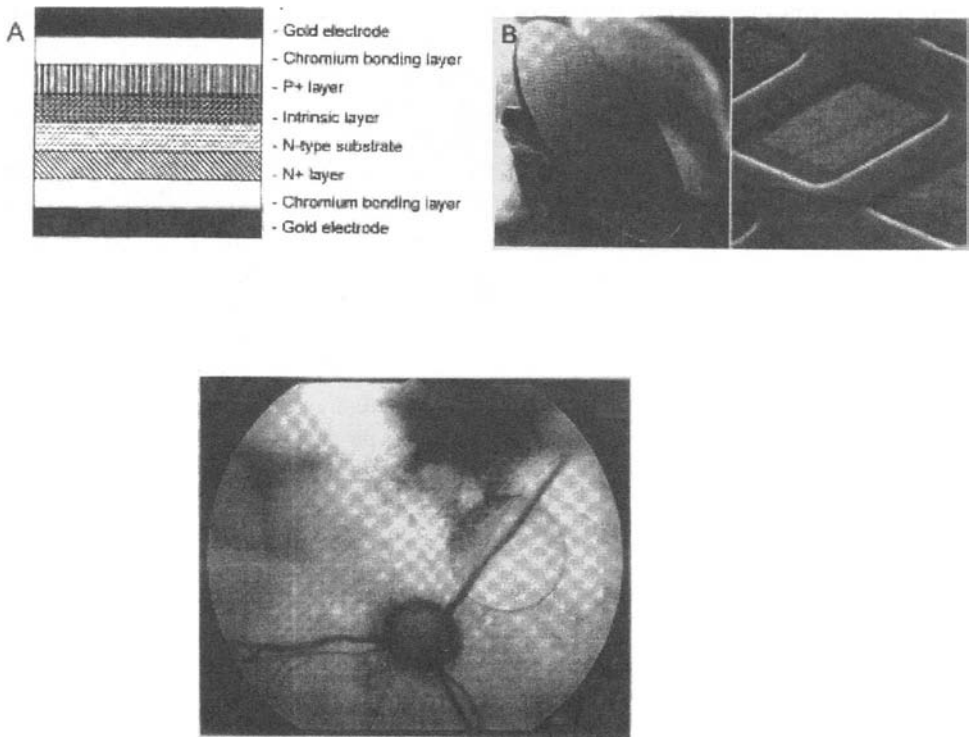 A
- Gold electrode
- Chromium bonding layer
- P+ layer
- Intrinsic layer
- N-type substrate
- N+ layer
- Chromium bonding layer
- Gold electrode
B